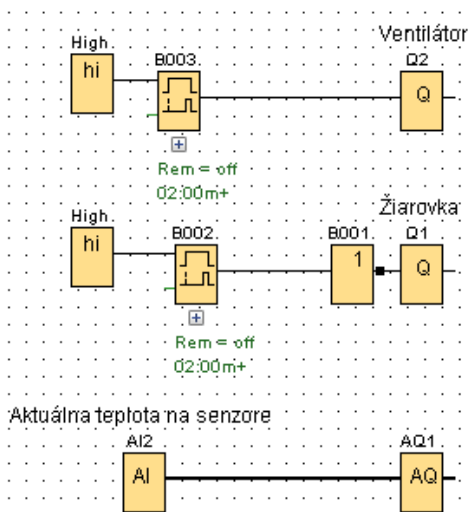 Ventilátor
High
B003
Q2
hi
Q
Rem = off
02:00m+
Žiarovka
High
B002
B001
Q1
hi
1
Q
Rem = off
02:00m+
Aktuálna teplota na senzore
AI2
AQ1
AI
AQ